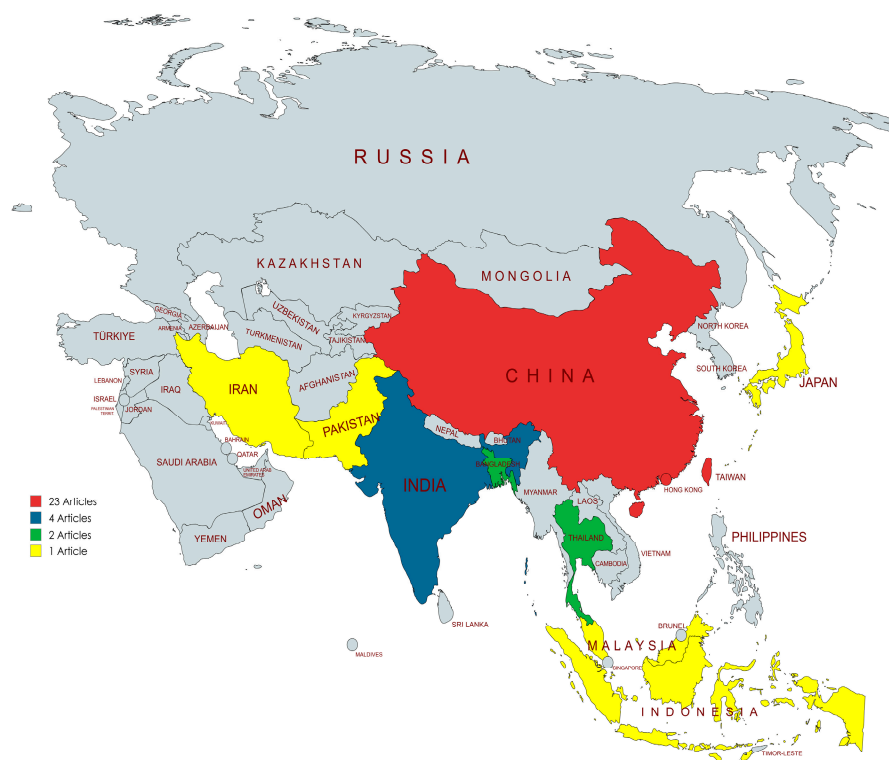 RUSSIA
KAZAKHSTAN
MONGOLIA
UZBEKISTAN
KYRGYZSTAN
GEORGIA
ARMENIA
AZERBAIJAN
TURKMENISTAN
TAJIKISTAN
TÜRKIYE
NORTH KOREA
SOUTH KOREA
SYRIA
LEBANON
ISRAEL
IRAQ
IRAN
AFGHANISTAN
CHINA
JAPAN
PALESTINIAN
TERRIT.
JORDAN
KUWAIT
PAKISTAN
NEPAL
BHUTAN
BAHRAIN
QATAR
SAUDI ARABIA
UNITED ARAB
EMIRATES
BANGLADESH
INDIA
TAIWAN
HONG KONG
MYANMAR
LAOS
OMAN
YEMEN
THAILAND
PHILIPPINES
VIETNAM
CAMBODIA
23 Articles
4 Articles
2 Articles
1 Article
SRI LANKA
BRUNEI
MALDIVES
MALAYSIA
SINGAPORE
INDONESIA
TIMOR-LESTE